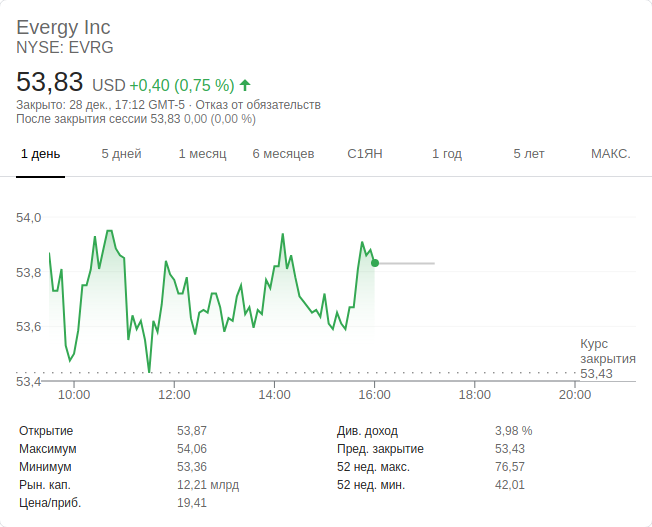 Evergy Inc
NYSE: EVRG
53,83 USD +0,40 (0,75 %)
Закрыто: 28 дек., 17:12 GMT-5 · Отказ от обязательств
После закрытия сессии 53,83 0,00 (0,00 %)
1 день 5 дней 1 месяц 6 месяцев С1ЯН 1 год 5 лет МАКС.
54,0
53,8
53,6
Курс
закрытия
53,43
53,4
10:00 12:00 14:00 16:00 18:00 20:00
Открытие 53,87 Див. доход 3,98 %
Максимум 54,06 Пред. закрытие 53,43
Минимум 53,36 52 нед. макс. 76,57
Рын. кап. 12,21 млрд 52 нед. мин. 42,01
Цена/приб. 19,41